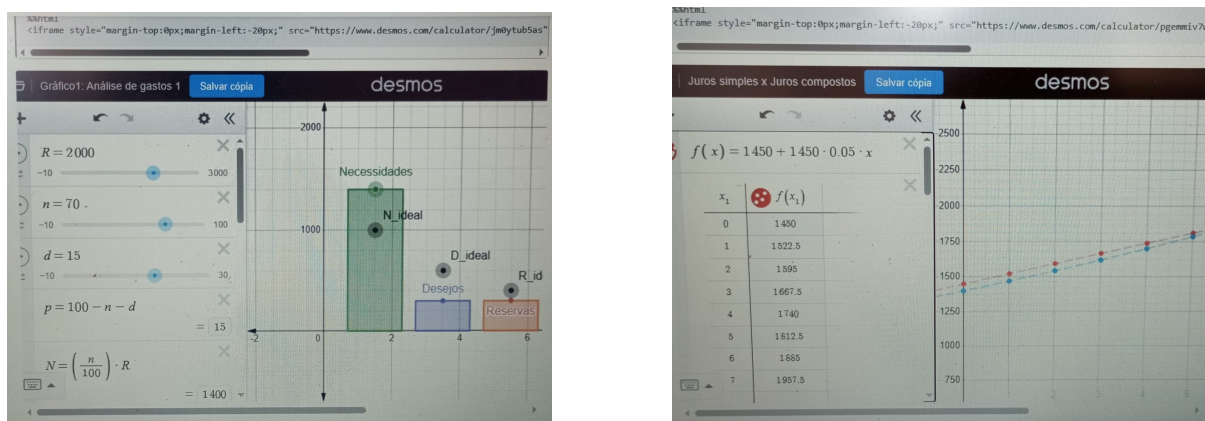 %%html
<iframe style="margin-top:0px;margin-left:-20px;" src="https://www.desmos.com/calculator/jm0ytub5as"
Gráfico1: Análise de gastos 1
Salvar cópia
desmos
R = 2000
-10
3000
n = 70
-10
100
d = 15
-10
30
p = 100 − n − d
= 15
N = (n/100) · R
= 1400
2000
1000
-2
0
2
4
6
Necessidades
N_ideal
D_ideal
Desejos
R_id
Reservas
%%html
<iframe style="margin-top:0px;margin-left:-20px;" src="https://www.desmos.com/calculator/pgemmiv7
Juros simples x Juros compostos
Salvar cópia
desmos
f(x) = 1450 + 1450 · 0.05 · x
x₁ f(x₁)
0 1450
1 1522.5
2 1595
3 1667.5
4 1740
5 1812.5
6 1885
7 1957.5
2500
2250
2000
1750
1500
1250
1000
750
1
2
3
4
5